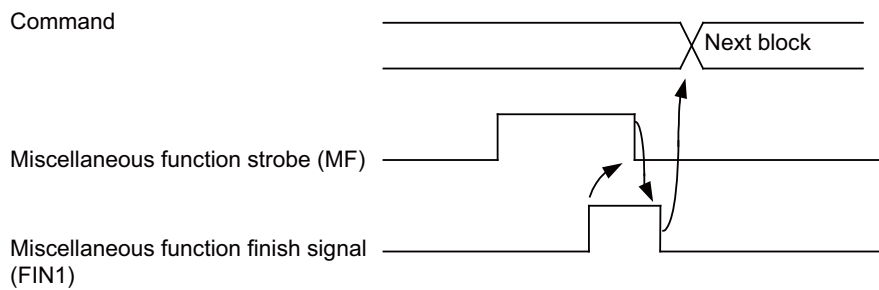 Command
Next block
Miscellaneous function strobe (MF)
Miscellaneous function finish signal
(FIN1)